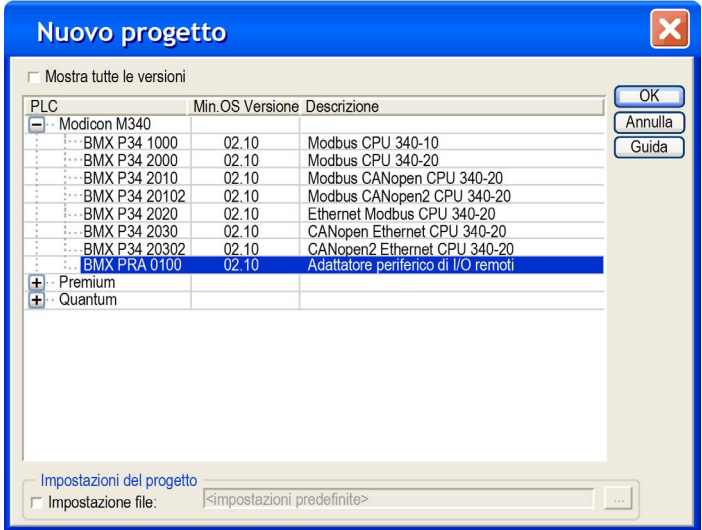 Nuovo progetto
Mostra tutte le versioni
PLC Min.OS Versione Descrizione
Modicon M340
BMX P34 1000 02.10 Modbus CPU 340-10
BMX P34 2000 02.10 Modbus CPU 340-20
BMX P34 2010 02.10 Modbus CANopen CPU 340-20
BMX P34 20102 02.10 Modbus CANopen2 CPU 340-20
BMX P34 2020 02.10 Ethernet Modbus CPU 340-20
BMX P34 2030 02.10 CANopen Ethernet CPU 340-20
BMX P34 20302 02.10 CANopen2 Ethernet CPU 340-20
BMX PRA 0100 02.10 Adattatore periferico di I/O remoti
Premium
Quantum
OK
Annulla
Guida
Impostazioni del progetto
Impostazione file: <impostazioni predefinite> ...